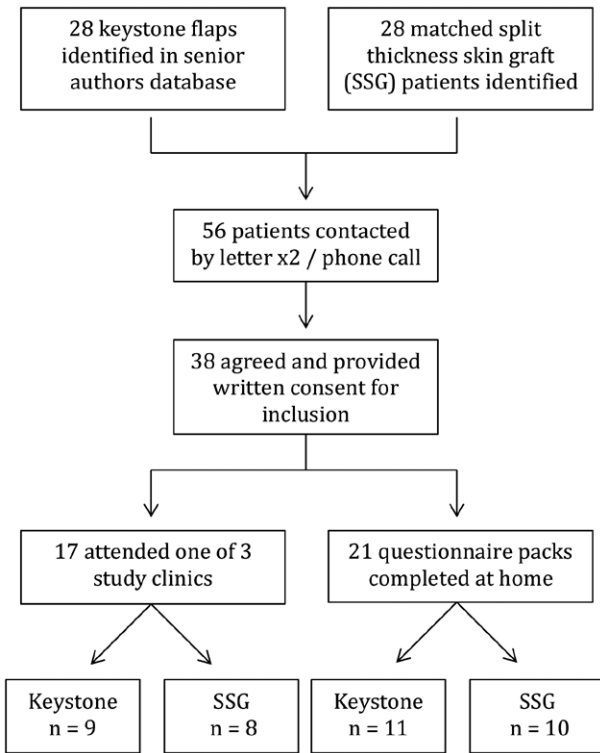 28 keystone flaps
identified in senior
authors database
28 matched split
thickness skin graft
(SSG) patients identified
56 patients contacted
by letter x2 / phone call
38 agreed and provided
written consent for
inclusion
17 attended one of 3
study clinics
21 questionnaire packs
completed at home
Keystone
n = 9
SSG
n = 8
Keystone
n = 11
SSG
n = 10